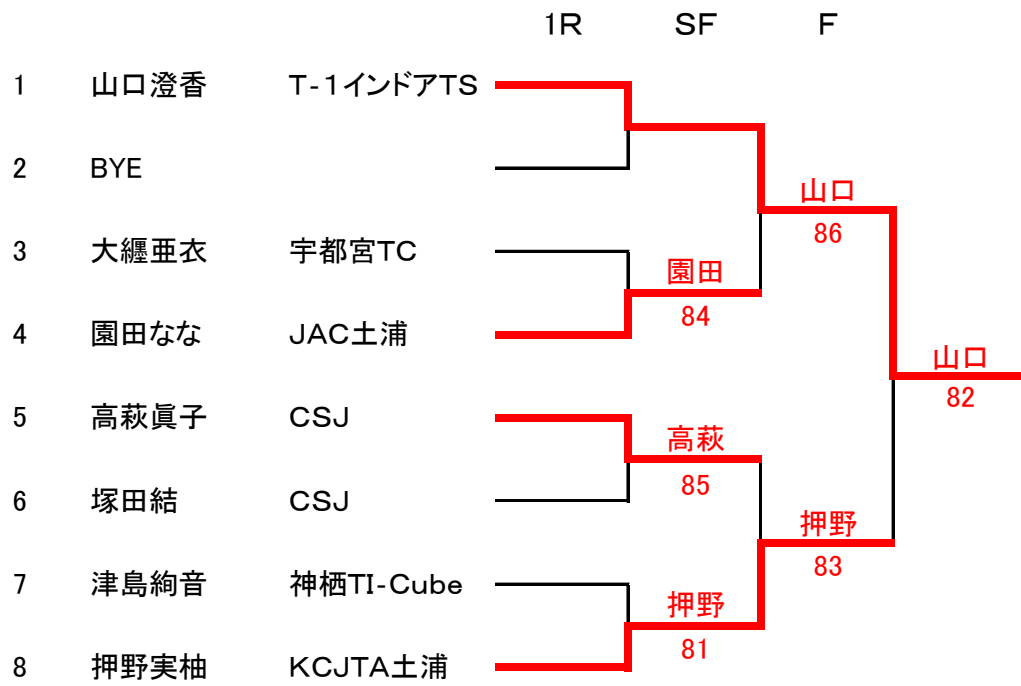 1R SF F
1 山口澄香 T-1インドアTS
2 BYE
山口
86
3 大纒亜衣 宇都宮TC
園田
84
4 園田なな JAC土浦
山口
82
5 高萩眞子 CSJ
高萩
85
6 塚田結 CSJ
押野
83
7 津島絢音 神栖TI-Cube
押野
81
8 押野実柚 KCJTA土浦